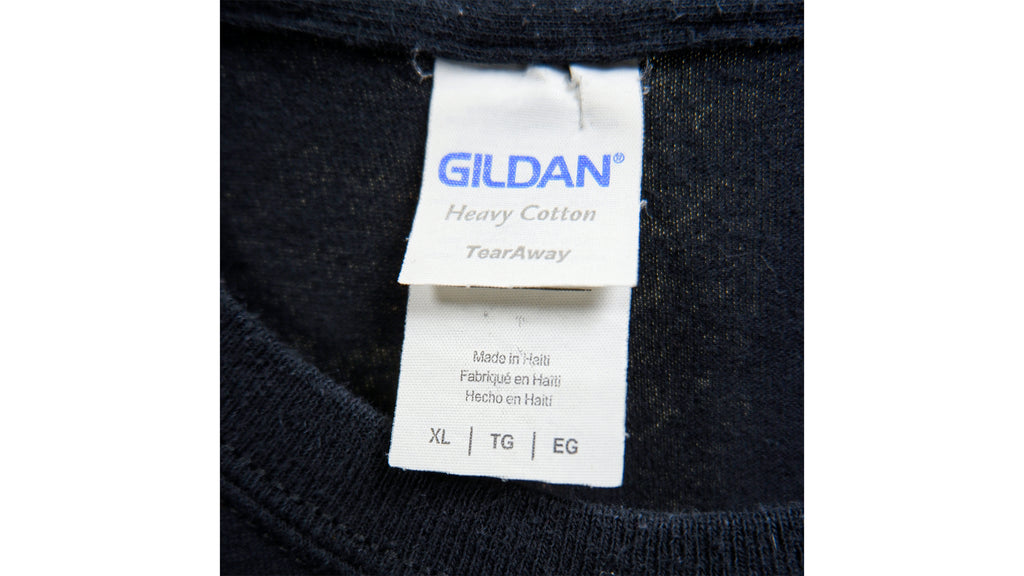 GILDAN®
Heavy Cotton
TearAway
Made in Haiti
Fabriqué en Haïti
Hecho en Haití
XL | TG | EG